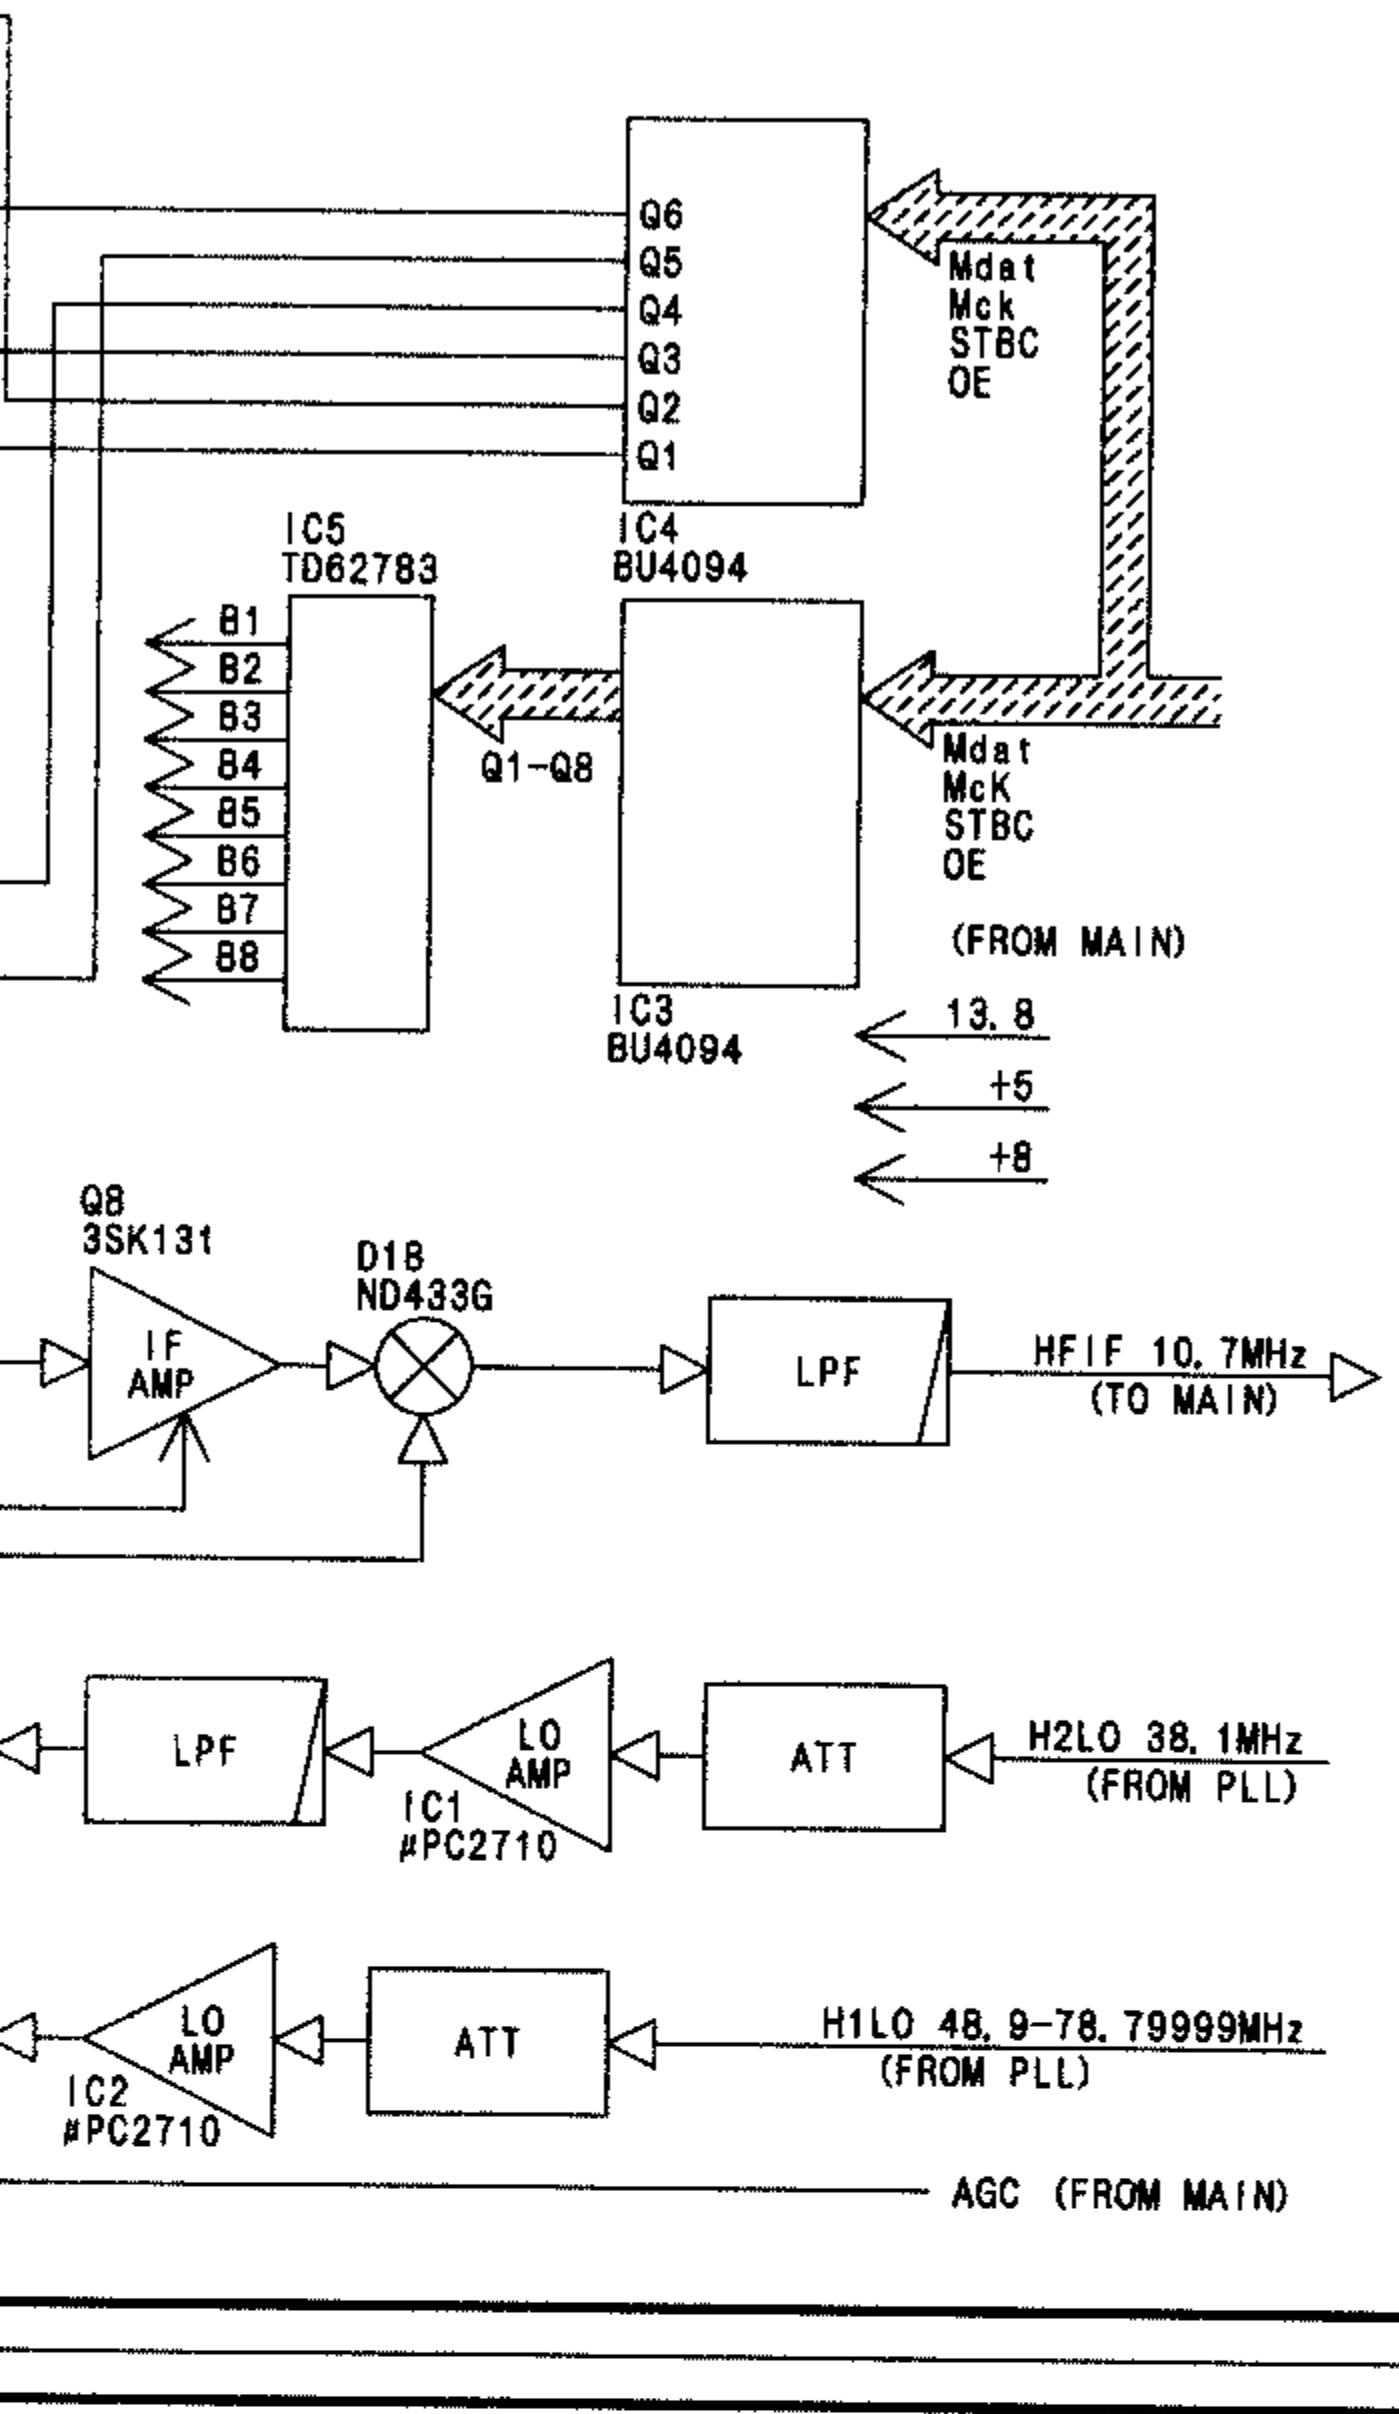 Q6
Q5
Q4
Q3
Q2
Q1
Mdat
Mck
STBC
OE
IC5
TD62783
IC4
BU4094
B1
B2
B3
B4
B5
B6
B7
B8
Q1-Q8
Mdat
McK
STBC
OE
(FROM MAIN)
IC3
BU4094
13.8
+5
+8
Q8
3SK131
IF
AMP
D18
ND433G
LPF
HFIF 10.7MHz
(TO MAIN)
LPF
LO
AMP
IC1
μPC2710
ATT
H2LO 38.1MHz
(FROM PLL)
LO
AMP
IC2
μPC2710
ATT
H1LO 48.9-78.79999MHz
(FROM PLL)
AGC (FROM MAIN)